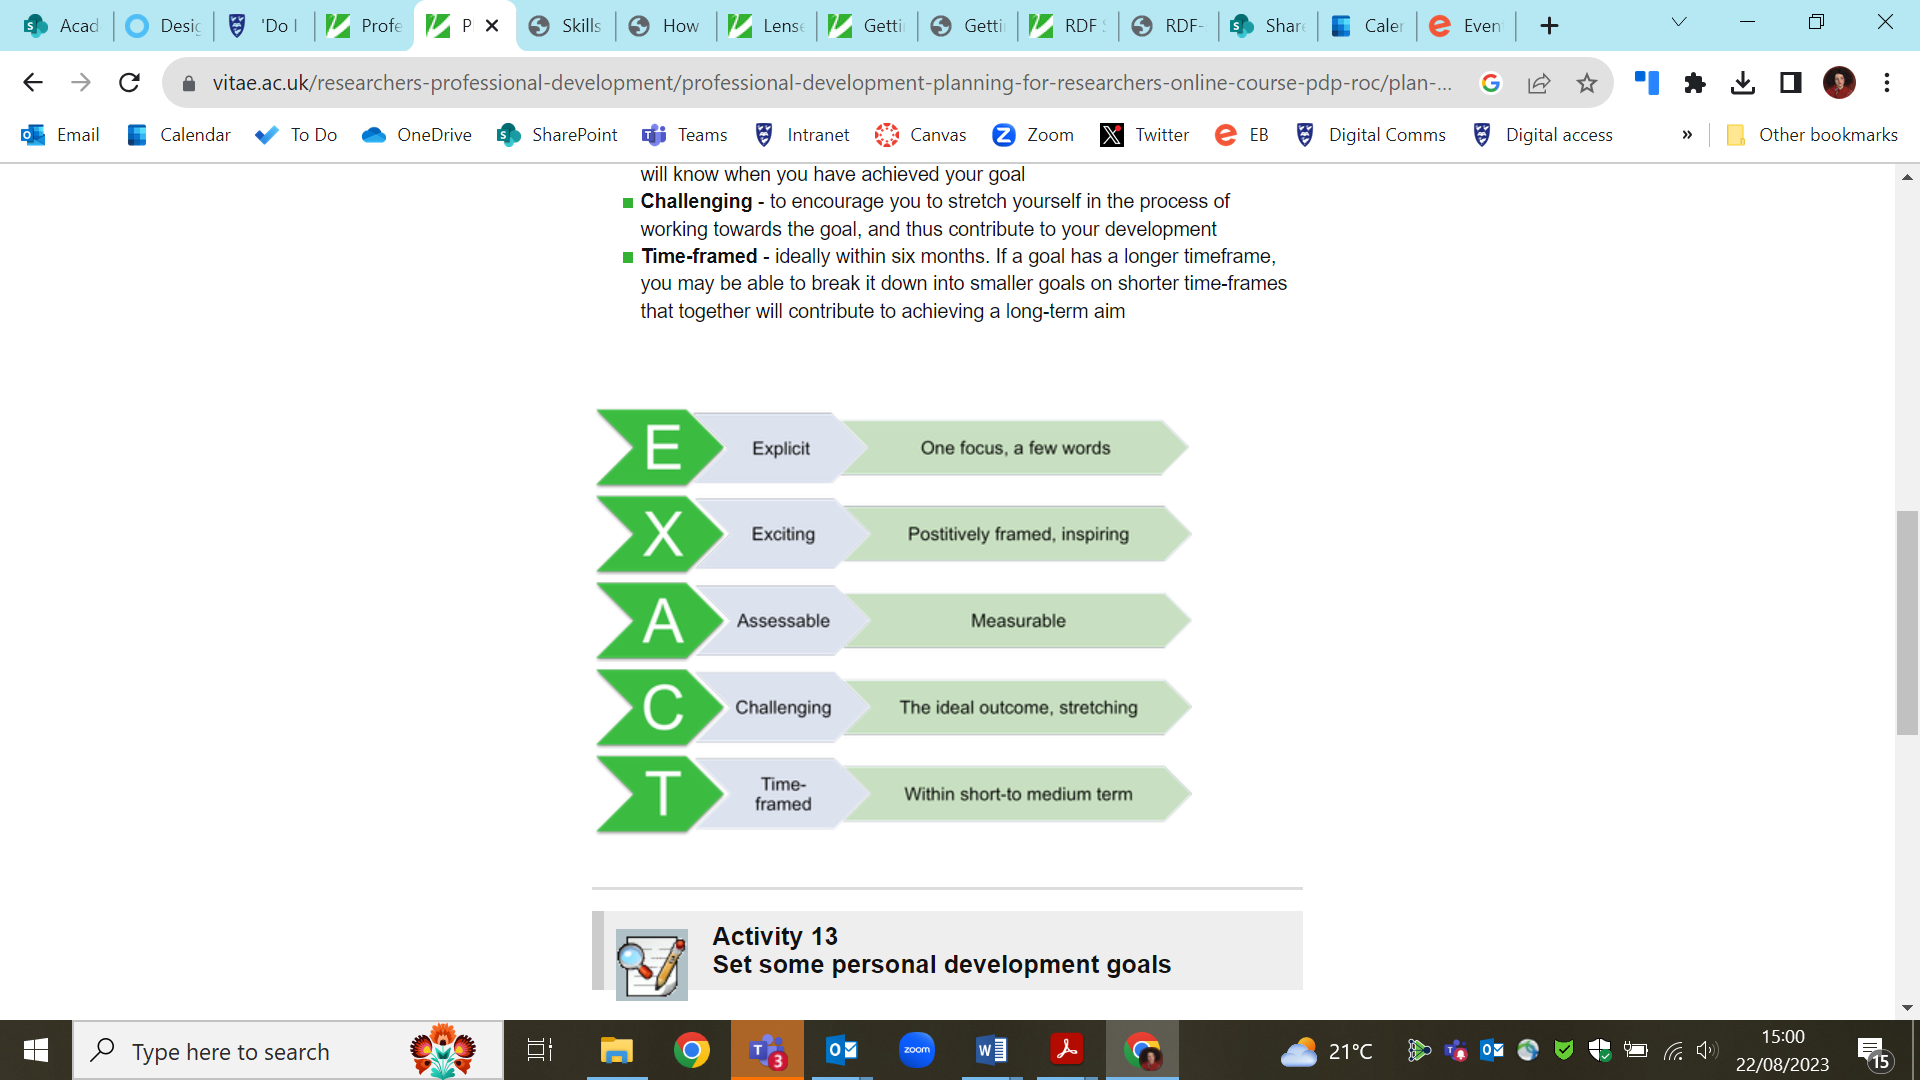 Acad
Desig
'Do I
Profe
P
Skills
How
Lense
Getti
Getti
RDF S
RDF-
Share
Caler
Even
vitae.ac.uk/researchers-professional-development/professional-development-planning-for-researchers-online-course-pdp-roc/plan-...
Email
Calendar
To Do
OneDrive
SharePoint
Teams
Intranet
Canvas
Zoom
Twitter
EB
Digital Comms
Digital access
»
Other bookmarks
will know when you have achieved your goal
Challenging - to encourage you to stretch yourself in the process of
working towards the goal, and thus contribute to your development
Time-framed - ideally within six months. If a goal has a longer timeframe,
you may be able to break it down into smaller goals on shorter time-frames
that together will contribute to achieving a long-term aim
E
Explicit
One focus, a few words
X
Exciting
Postitively framed, inspiring
A
Assessable
Measurable
C
Challenging
The ideal outcome, stretching
T
Time-
framed
Within short-to medium term
Activity 13
Set some personal development goals
Type here to search
3
zoom
21°C
15:00
22/08/2023
15